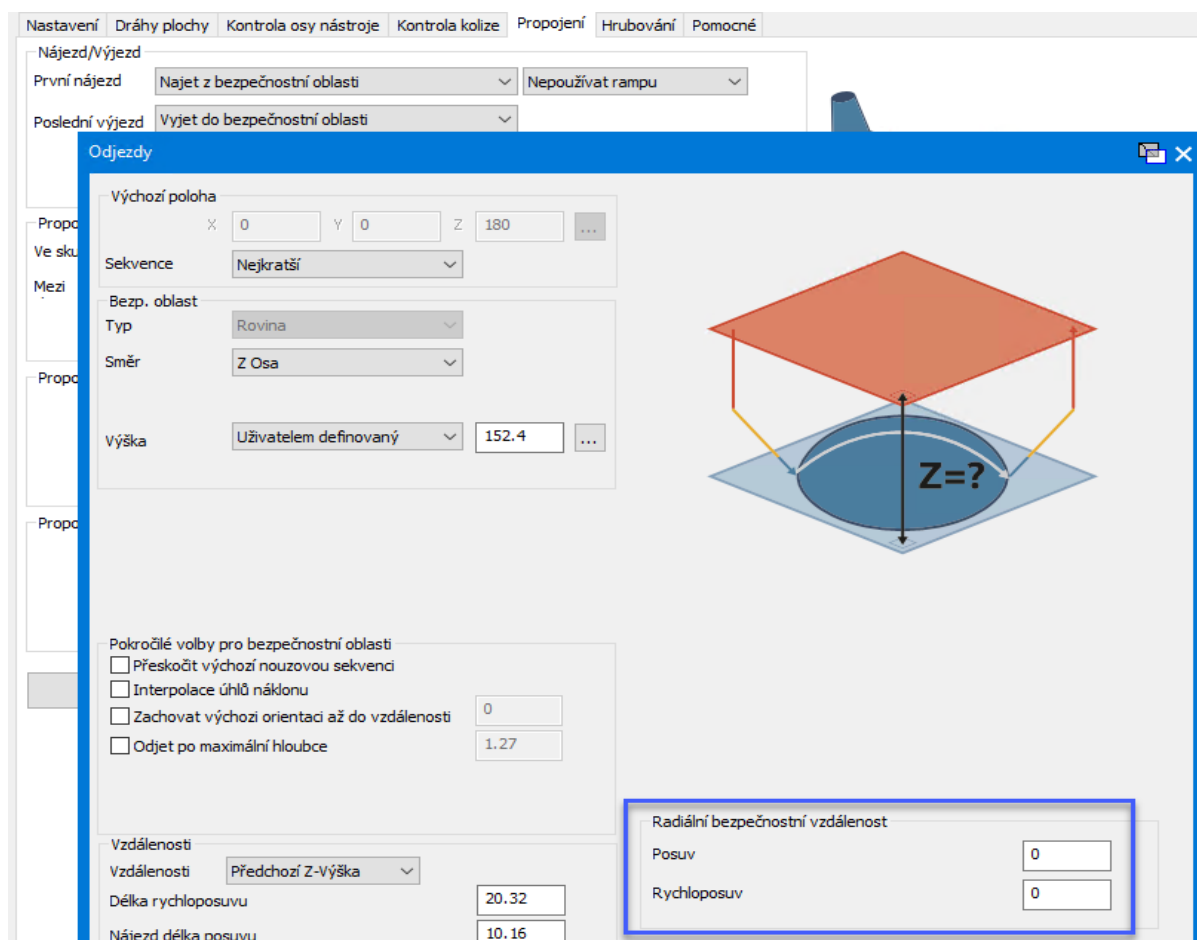 Nastavení Dráhy plochy Kontrola osy nástroje Kontrola kolize Propojení Hrubování Pomocné
Nájezd/Výjezd
První nájezd Najet z bezpečnostní oblasti Nepoužívat rampu
Poslední výjezd Vyjet do bezpečnostní oblasti
Odjezdy
Výchozí poloha
X 0 Y 0 Z 180 ...
Sekvence Nejkratší
Bezp. oblast
Typ Rovina
Směr Z Osa
Výška Uživatelem definovaný 152.4 ...
Z=?
Propo
Ve sku
Mezi
Propo
Propo
Pokročilé volby pro bezpečnostní oblasti
Přeskočit výchozí nouzovou sekvenci
Interpolace úhlů náklonu
Zachovat výchozi orientaci až do vzdálenosti 0
Odjet po maximální hloubce 1.27
Vzdálenosti
Vzdálenosti Předchozí Z-Výška
Délka rychloposuvu 20.32
Nájezd délka posuvu 10.16
Radiální bezpečnostní vzdálenost
Posuv 0
Rychloposuv 0